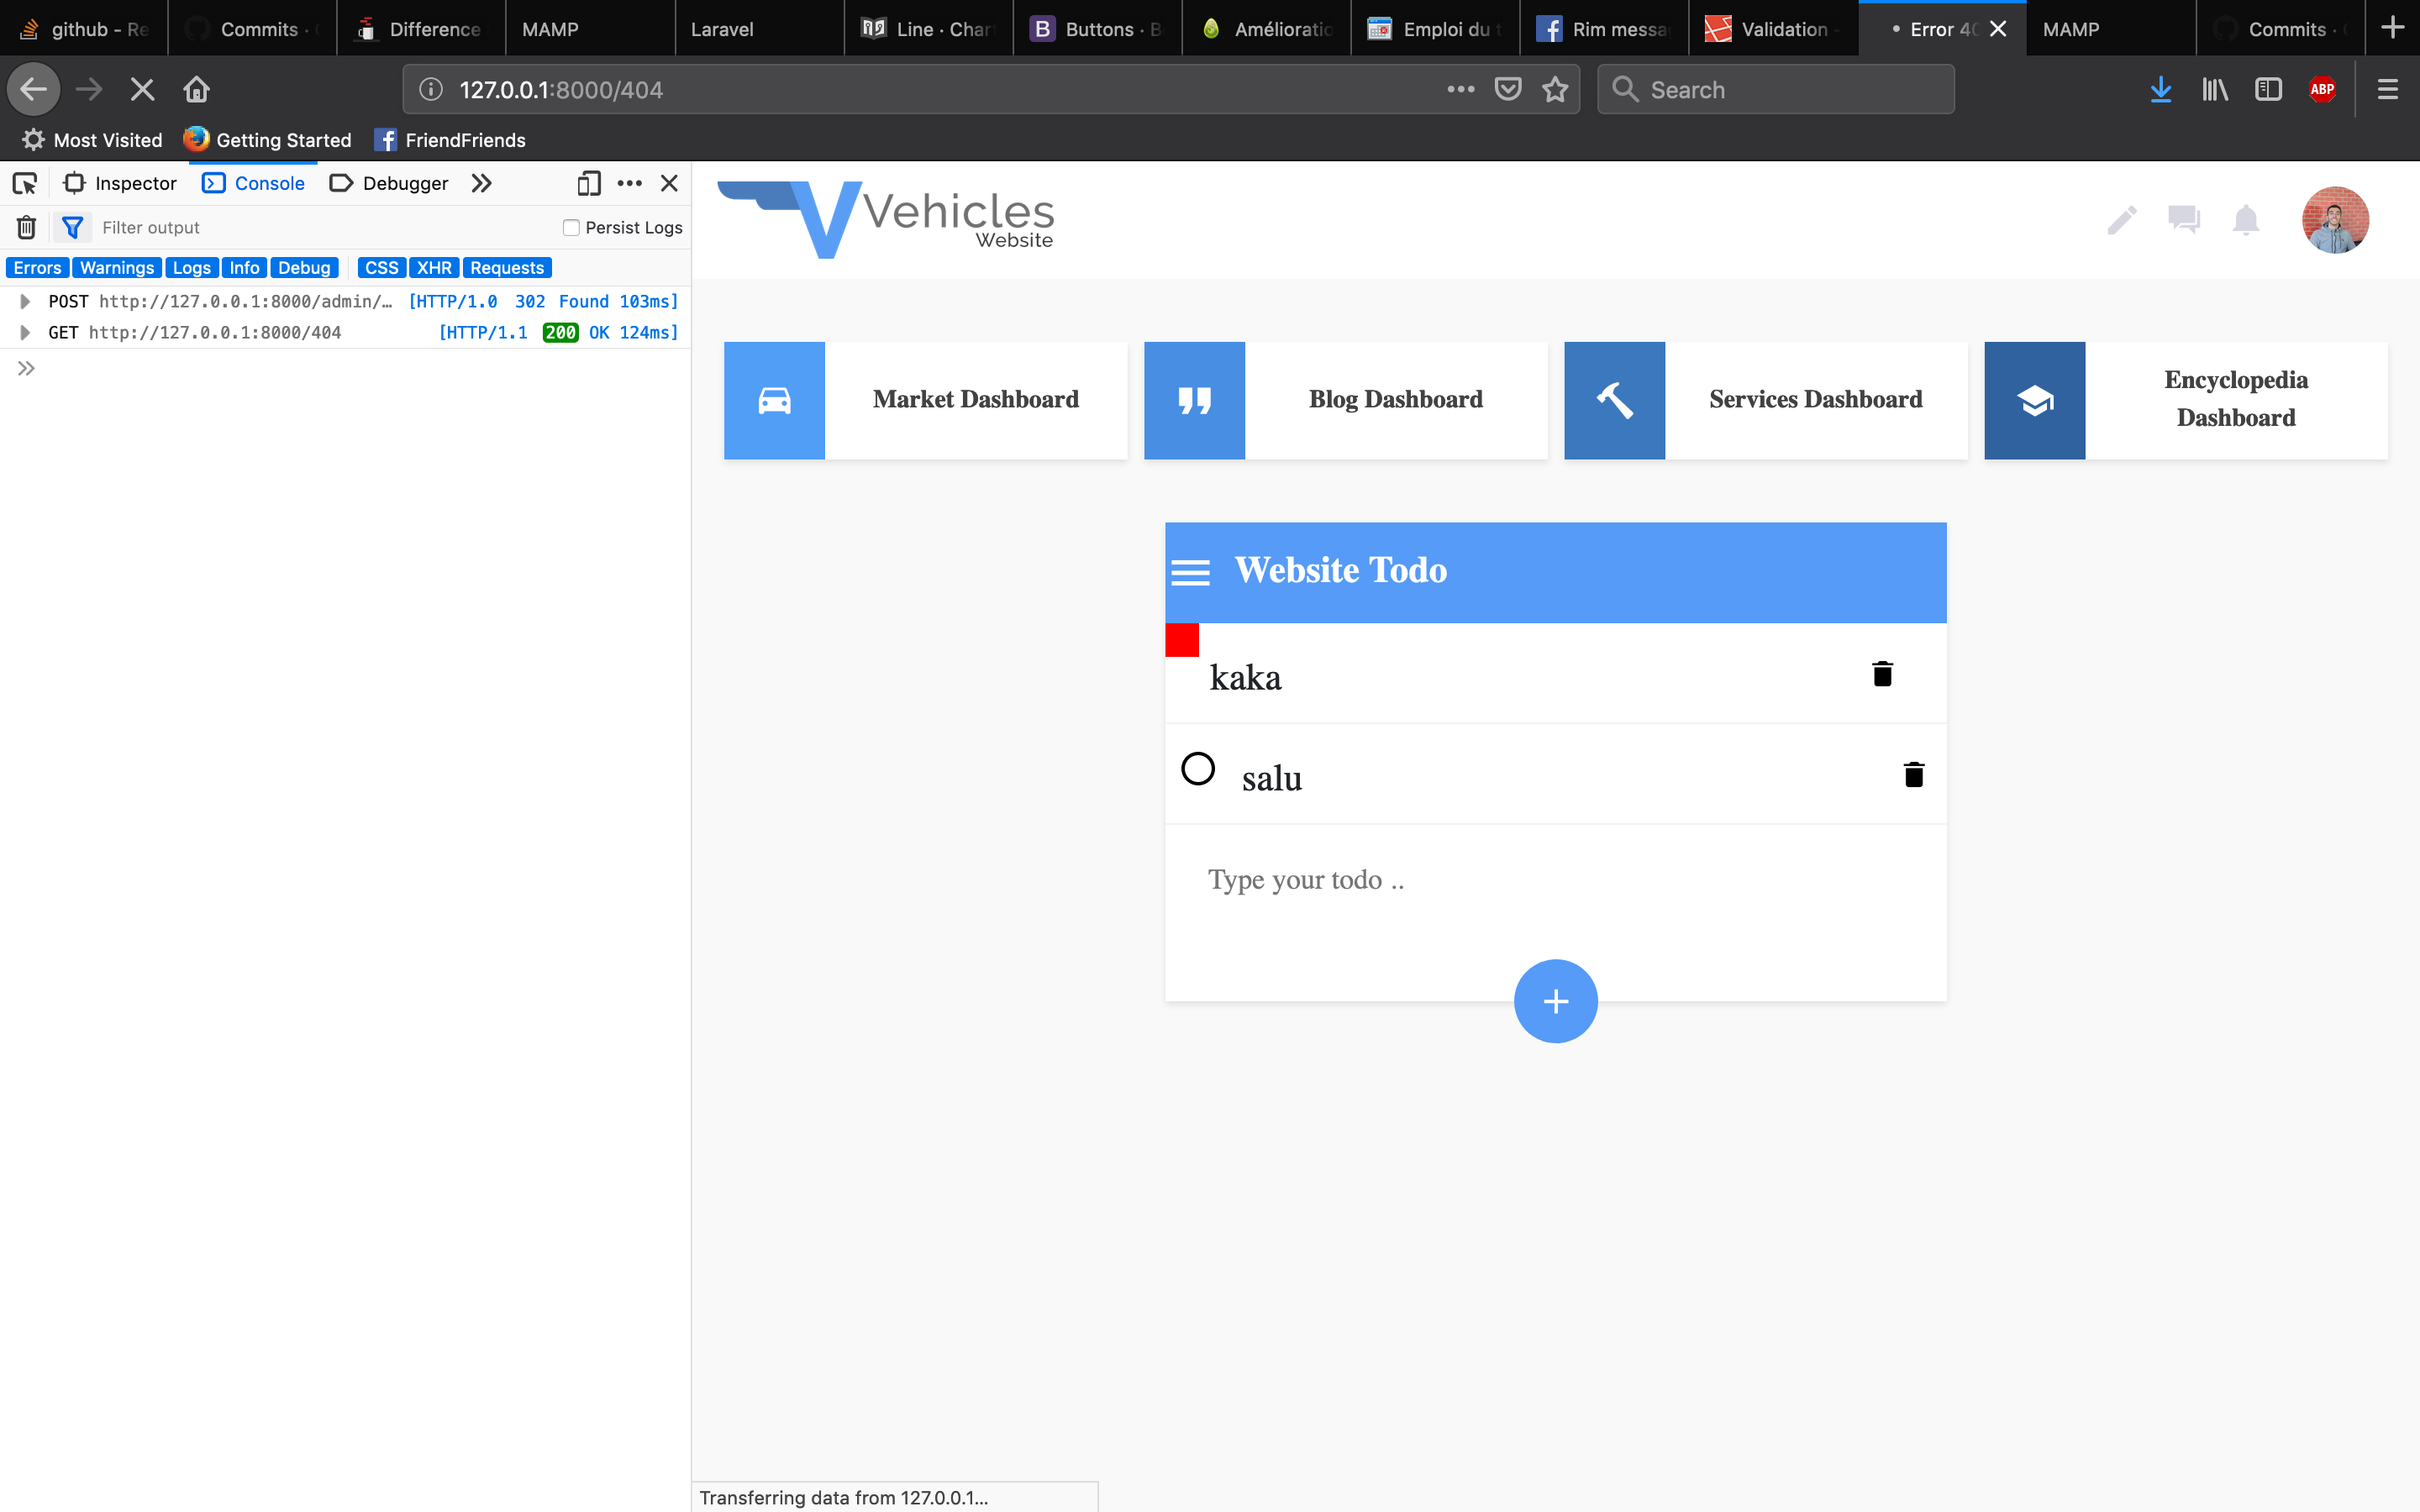 github - Re
Commits ·
Difference
MAMP
Laravel
Line · Char
Buttons · B
Amélioratio
Emploi du t
Rim messa
Validation -
Error 40
MAMP
Commits ·
127.0.0.1:8000/404
Search
ABP
Most Visited
Getting Started
FriendFriends
Inspector
Console
Debugger
Filter output
Persist Logs
Errors
Warnings
Logs
Info
Debug
CSS
XHR
Requests
POST http://127.0.0.1:8000/admin/… [HTTP/1.0 302 Found 103ms]
GET http://127.0.0.1:8000/404 [HTTP/1.1 200 OK 124ms]
Vehicles
Website
Market Dashboard
Blog Dashboard
Services Dashboard
Encyclopedia
Dashboard
Website Todo
kaka
salu
Type your todo ..
Transferring data from 127.0.0.1...